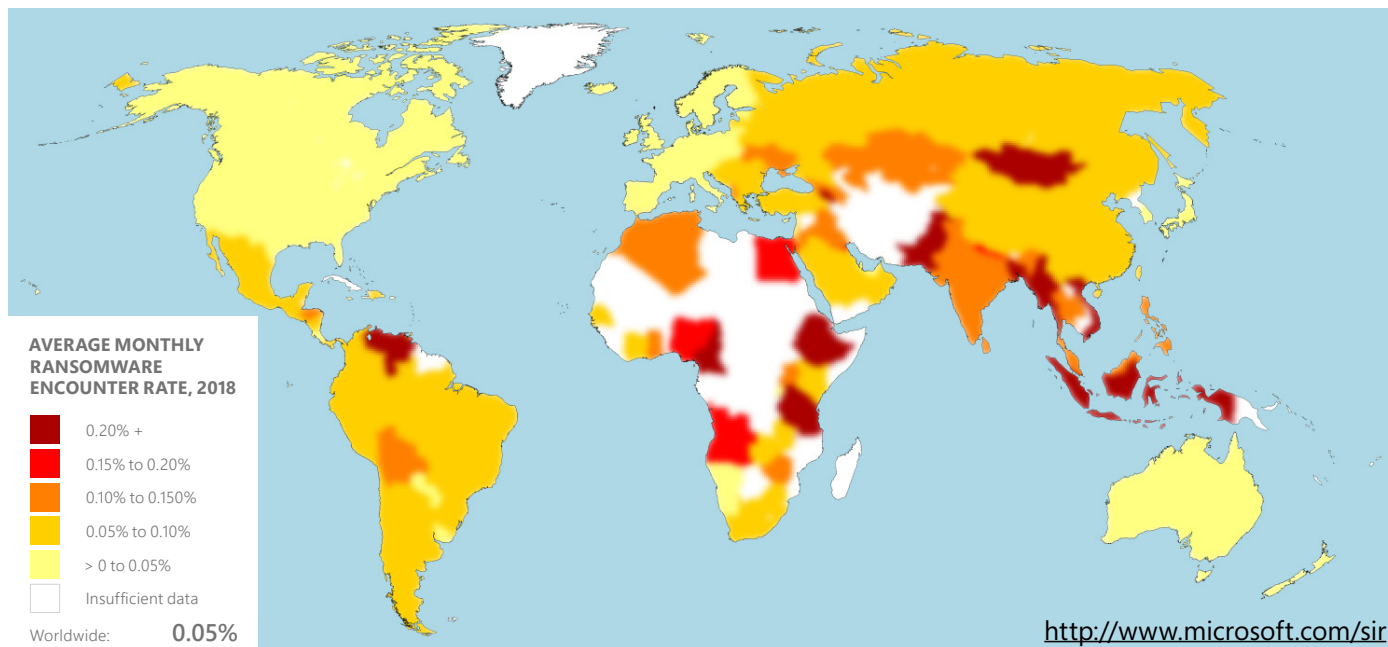 AVERAGE MONTHLY
RANSOMWARE
ENCOUNTER RATE, 2018
0.20% +
0.15% to 0.20%
0.10% to 0.150%
0.05% to 0.10%
> 0 to 0.05%
Insufficient data
Worldwide: 0.05%
http://www.microsoft.com/sir